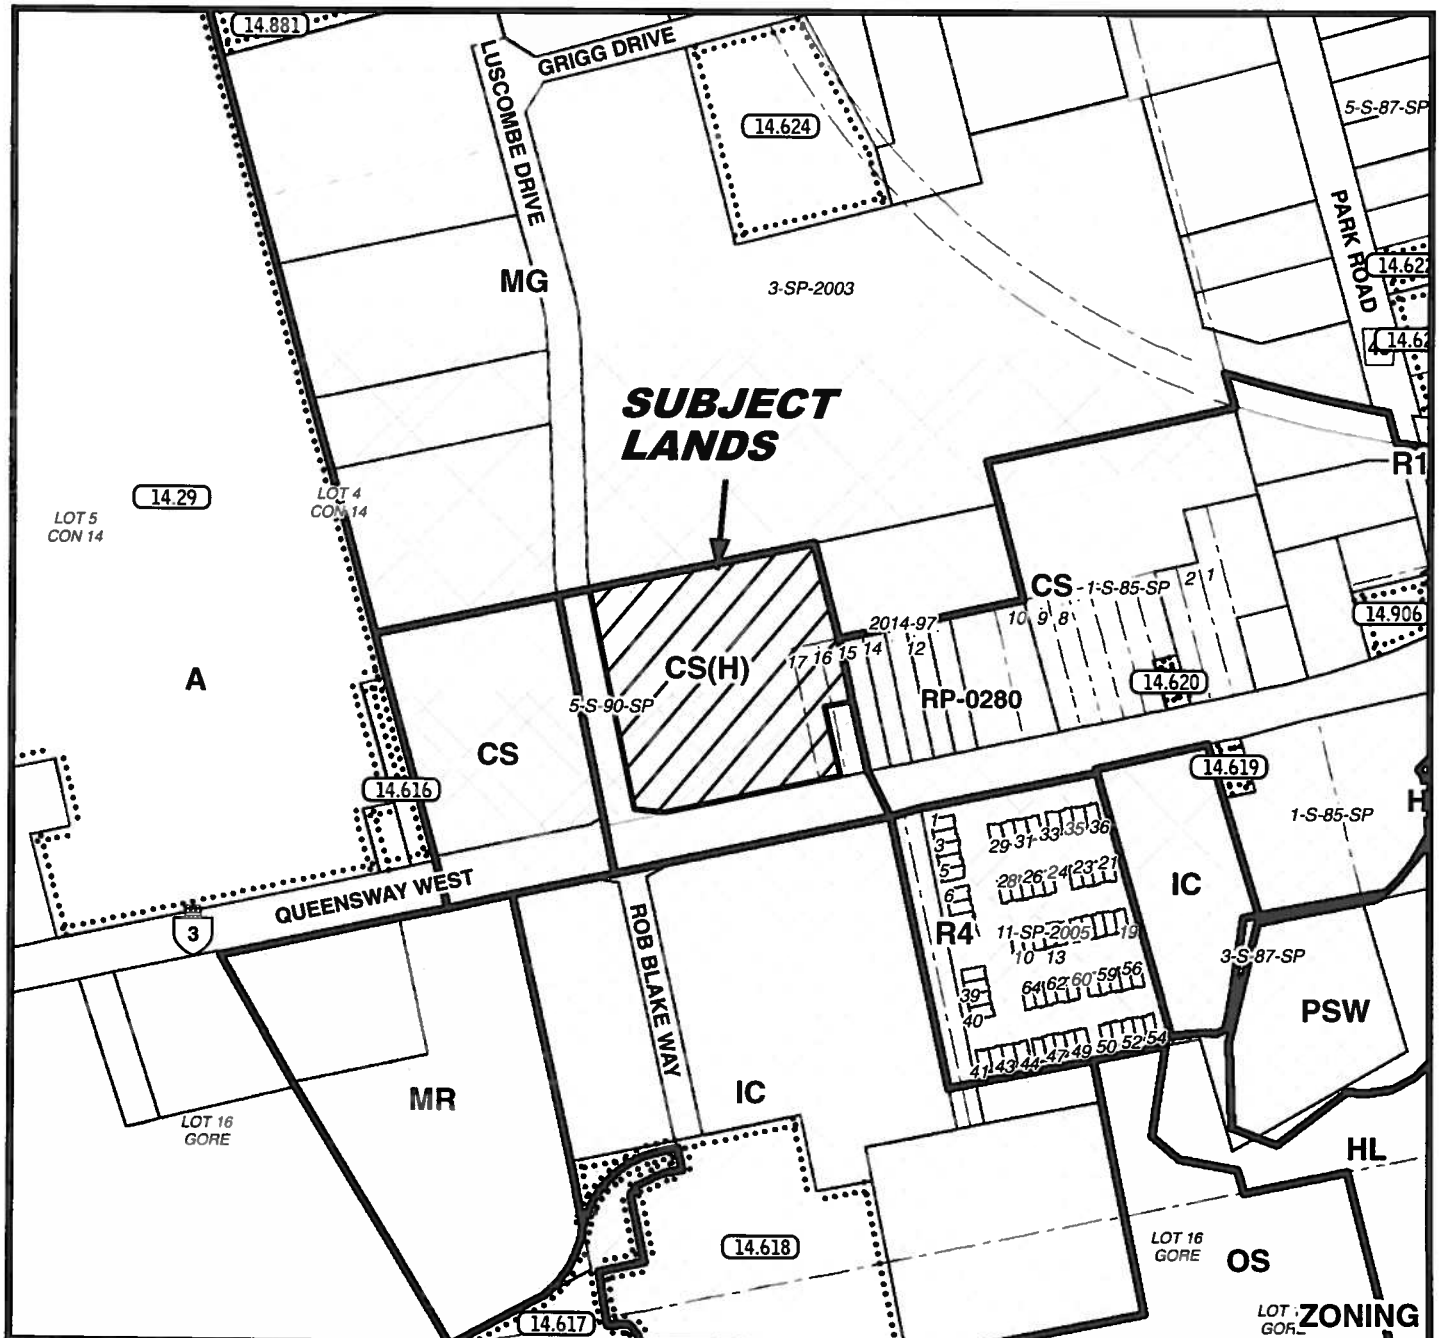 14.881
GRIGG DRIVE
LUSCOMBE DRIVE
14.624
5-S-87-SP
PARK ROAD
14.622
MG
3-SP-2003
14.62
SUBJECT
LANDS
R1
14.29
LOT 4
CON 14
LOT 5
CON 14
CS
1-S-85-SP
2 1
14.906
2014-97
10 9 8
17 16 15 14 12
CS(H)
A
14.620
RP-0280
5-S-90-SP
CS
14.619
14.616
1-S-85-SP
H
1
3
5
6
29 31 33 35 36
28 26 24 23 21
IC
QUEENSWAY WEST
3
ROB BLAKE WAY
R4
11-SP-2005
19
10 13
3-S-87-SP
39
40
64 62 60 59 56
PSW
41 43 44 47 49 50 52 54
MR
IC
LOT 16
GORE
HL
14.618
LOT 16
GORE
OS
14.617
LOT
ZONING